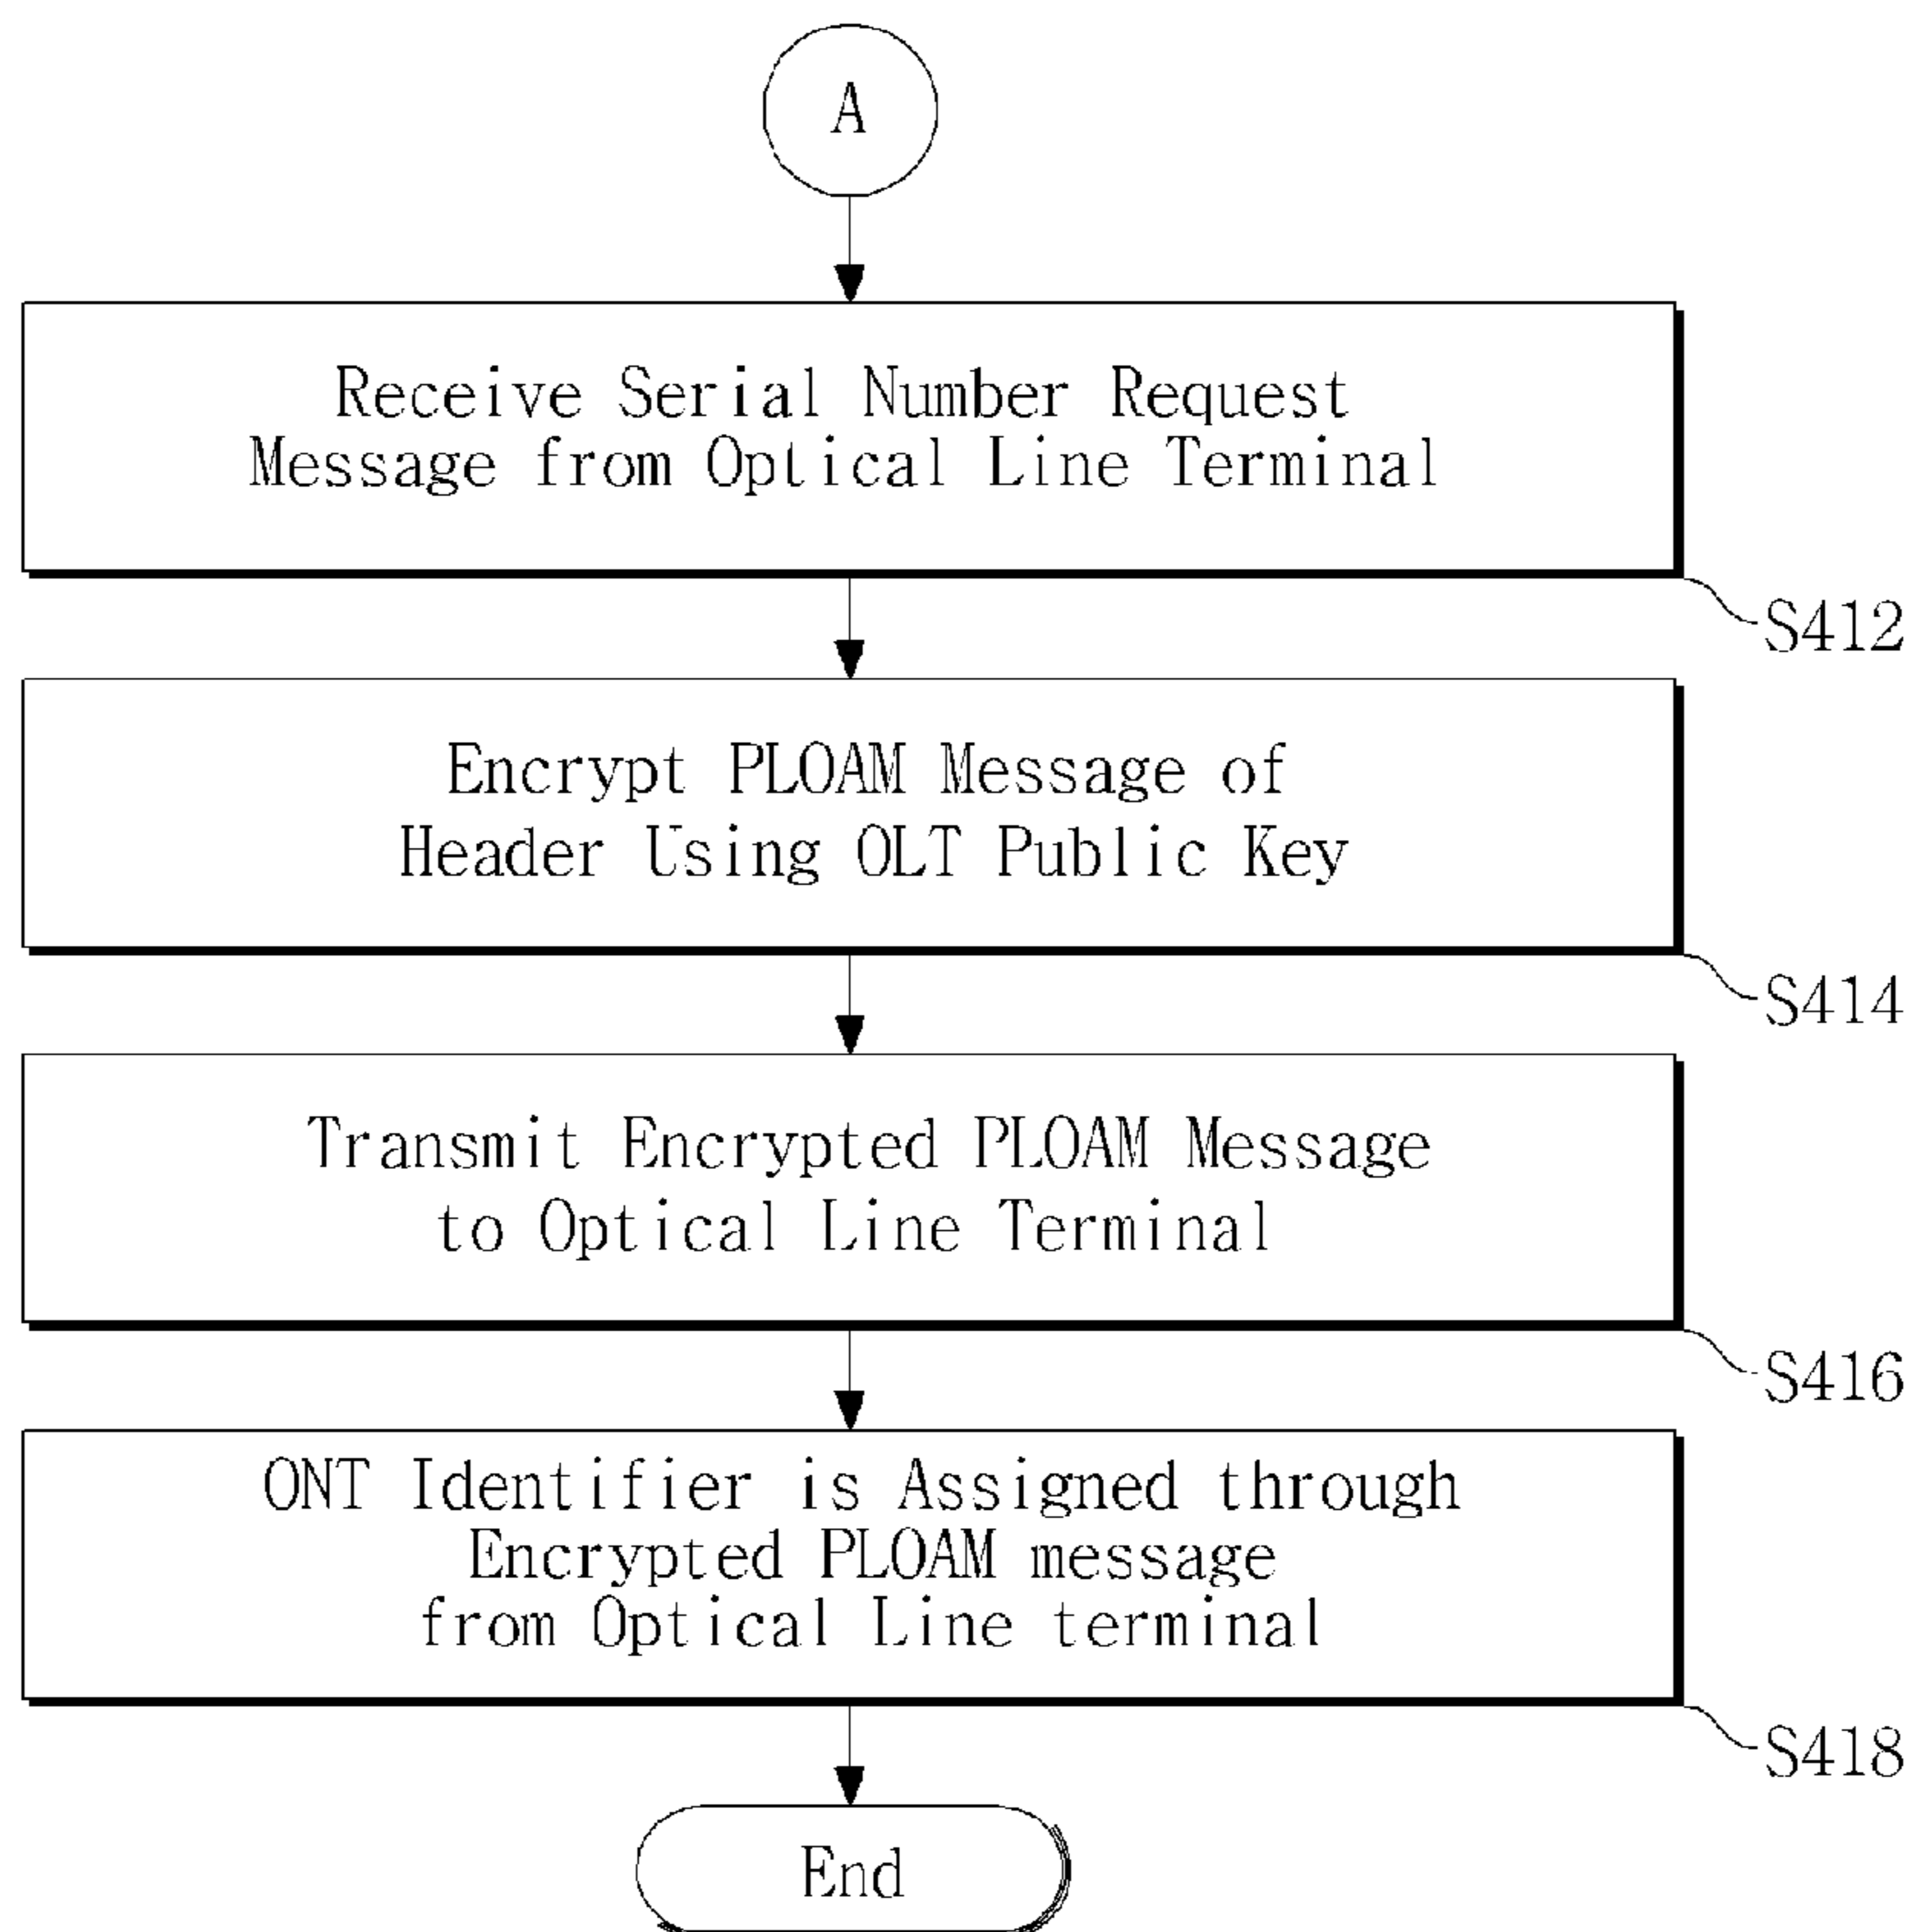 A
Receive Serial Number Request
Message from Optical Line Terminal
S412
Encrypt PLOAM Message of
Header Using OLT Public Key
S414
Transmit Encrypted PLOAM Message
to Optical Line Terminal
S416
ONT Identifier is Assigned through
Encrypted PLOAM message
from Optical Line terminal
S418
End